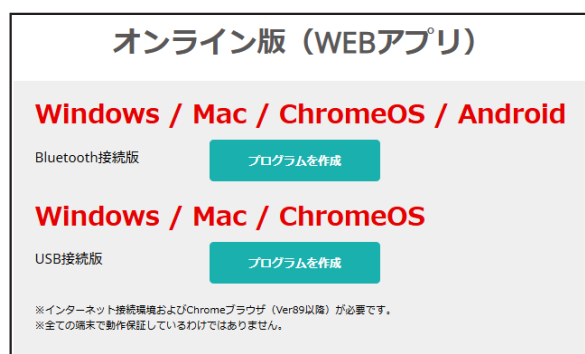 オンライン版（WEBアプリ）
Windows / Mac / ChromeOS / Android
Bluetooth接続版
プログラムを作成
Windows / Mac / ChromeOS
USB接続版
プログラムを作成
※インターネット接続環境およびChromeブラウザ（Ver89以降）が必要です。
※全ての端末で動作保証しているわけではありません。